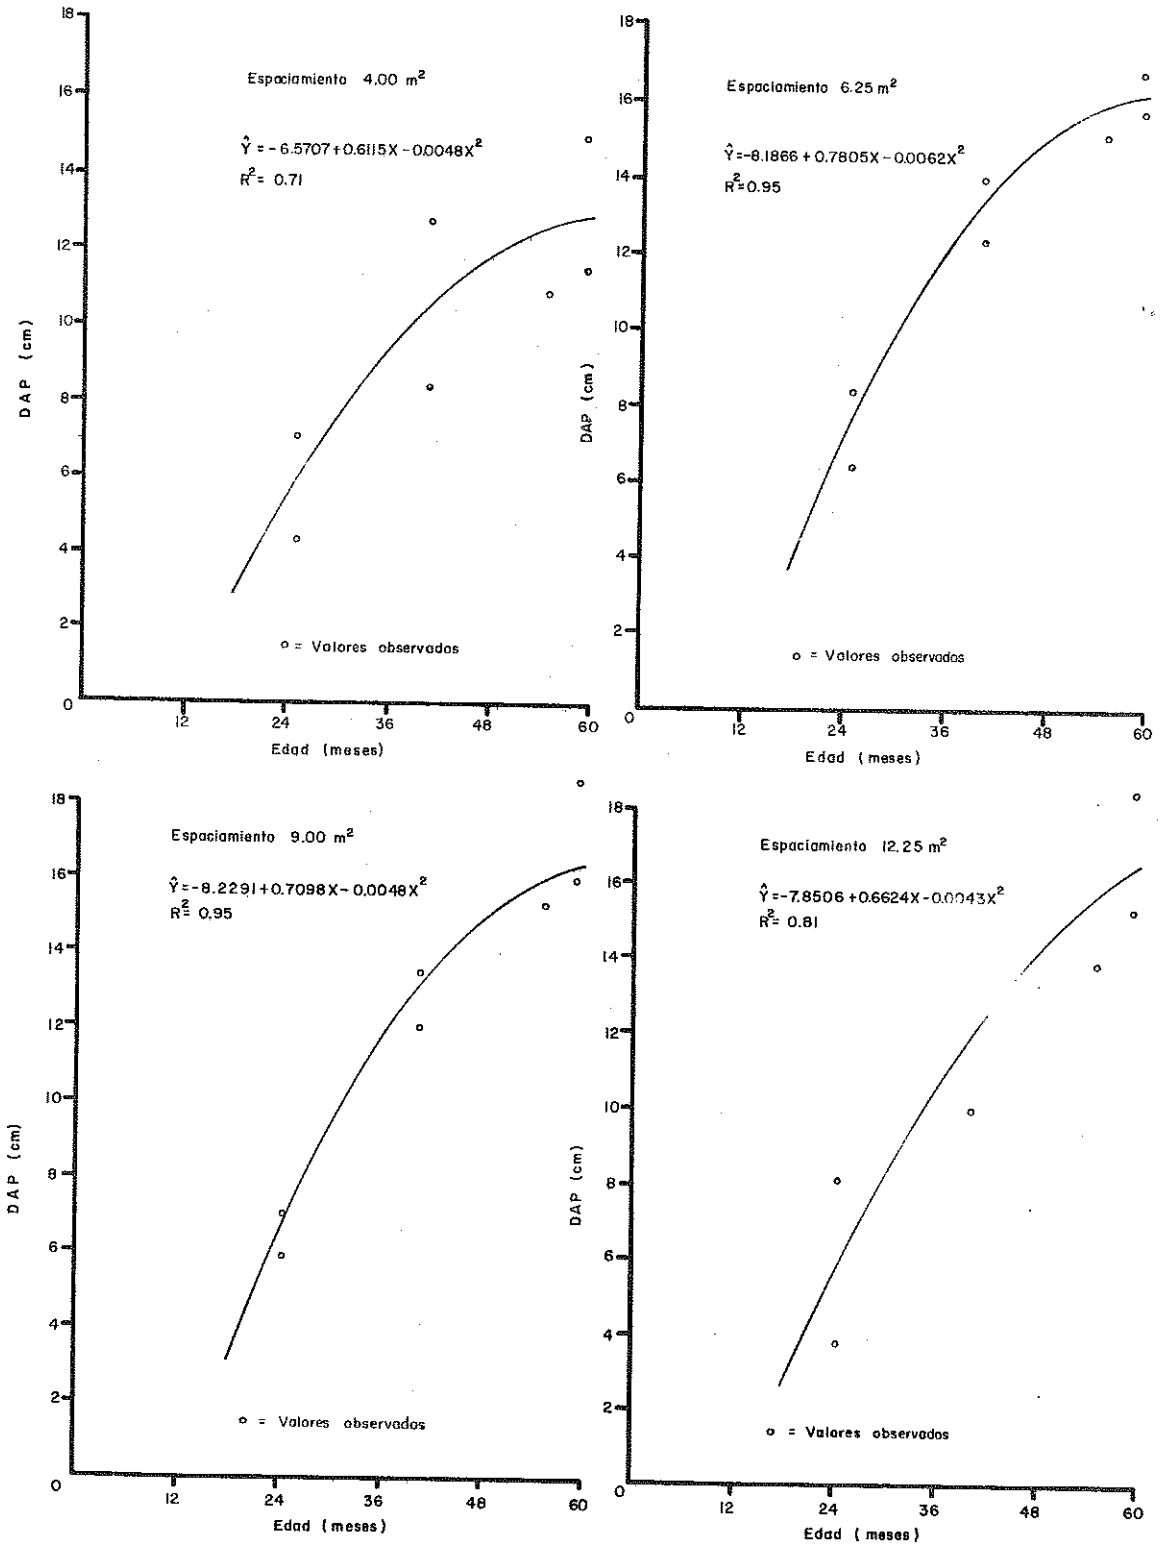 Espaciamiento 4.00 m²
Ŷ = -6.5707+0.6115X-0.0048X²
R²= 0.71
18
16
14
12
10
8
6
4
2
0
DAP (cm)
o = Valores observados
12 24 36 48 60
Edad (meses)
Espaciamiento 6.25 m²
Ŷ=-8.1866+0.7805X-0.0062X²
R²=0.95
18
16
14
12
10
8
6
4
2
0
DAP (cm)
o = Valores observados
12 24 36 48 60
Edad (meses)
Espaciamiento 9.00 m²
Ŷ=-8.2291+0.7098X-0.0048X²
R²= 0.95
18
16
14
12
10
8
6
4
2
0
DAP (cm)
o = Valores observados
12 24 36 48 60
Edad (meses)
Espaciamiento 12.25 m²
Ŷ=-7.8506+0.6624X-0.0043X²
R²= 0.81
18
16
14
12
10
8
6
4
2
0
DAP (cm)
o = Valores observados
12 24 36 48 60
Edad (meses)